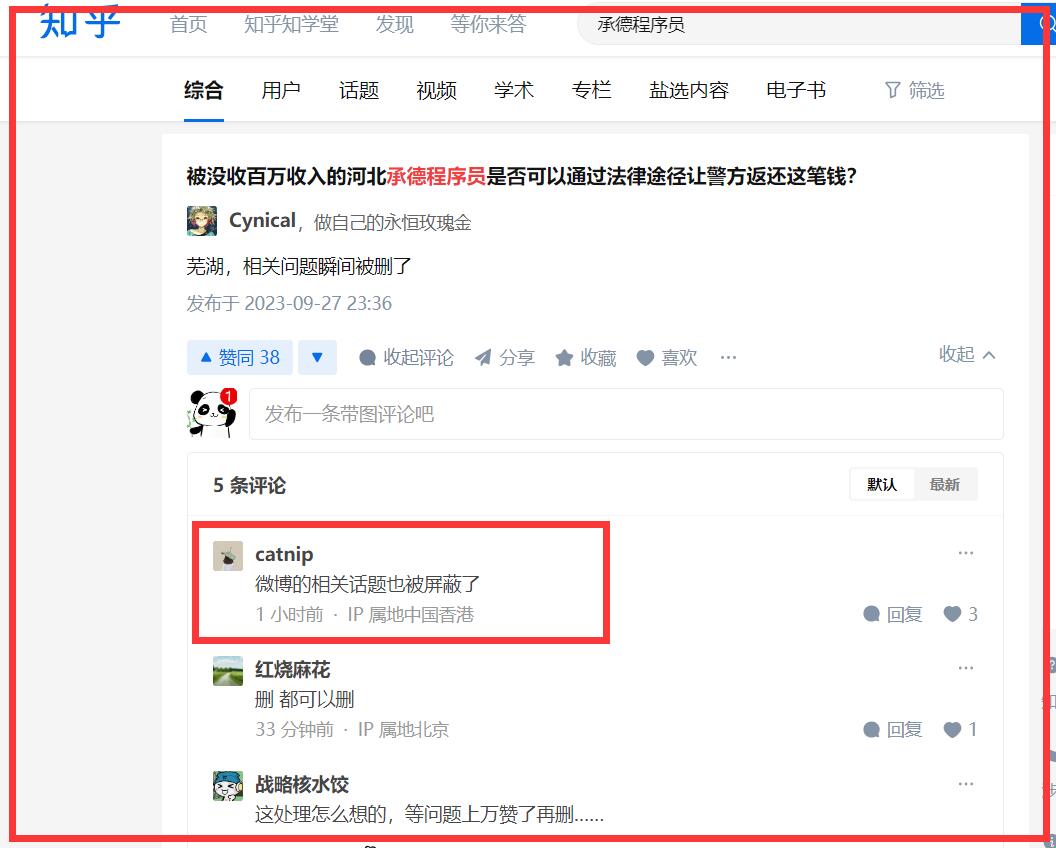 知乎 首页 知乎知学堂 发现 等你来答 承德程序员
综合 用户 话题 视频 学术 专栏 盐选内容 电子书 筛选
被没收百万收入的河北承德程序员是否可以通过法律途径让警方返还这笔钱？
Cynical，做自己的永恒玫瑰金
芜湖，相关问题瞬间被删了
发布于 2023-09-27 23:36
赞同 38 收起评论 分享 收藏 喜欢 ··· 收起
1
发布一条带图评论吧
5 条评论 默认 最新
catnip ···
微博的相关话题也被屏蔽了
1 小时前 · IP 属地中国香港 回复 3
红烧麻花 ···
删 都可以删
33 分钟前 · IP 属地北京 回复 1
战略核水饺 ···
这处理怎么想的，等问题上万赞了再删......